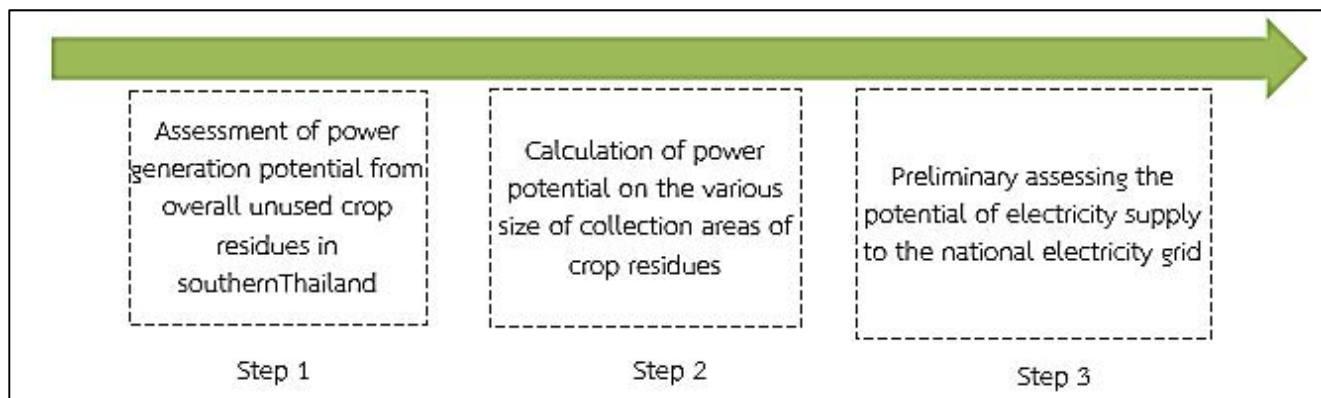 Assessment of power
generation potential from
overall unused crop
residues in
southernThailand
Step 1
Calculation of power
potential on the various
size of collection areas of
crop residues
Step 2
Preliminary assessing the
potential of electricity supply
to the national electricity grid
Step 3